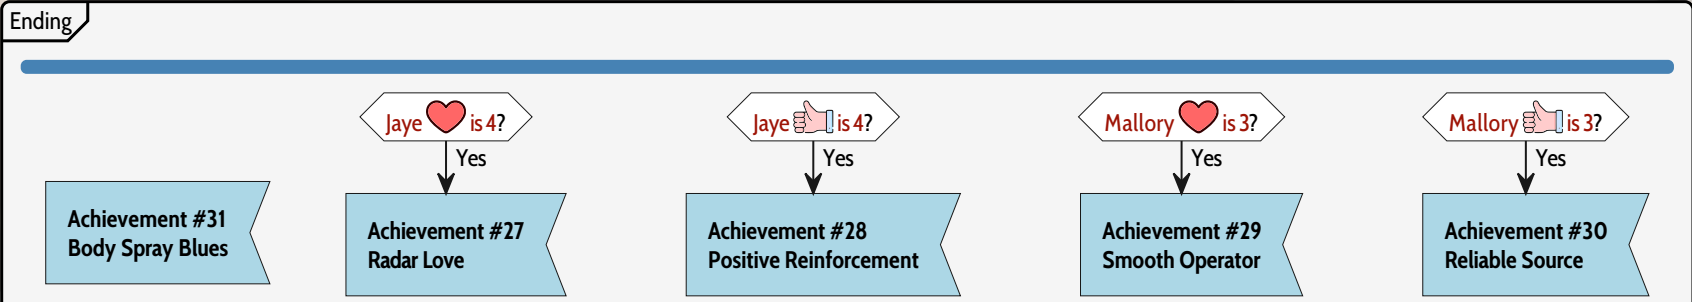 Ending
Jaye is 4?
Jaye is 4?
Mallory is 3?
Mallory is 3?
Yes
Yes
Yes
Yes
Achievement #31
Body Spray Blues
Achievement #27
Radar Love
Achievement #28
Positive Reinforcement
Achievement #29
Smooth Operator
Achievement #30
Reliable Source